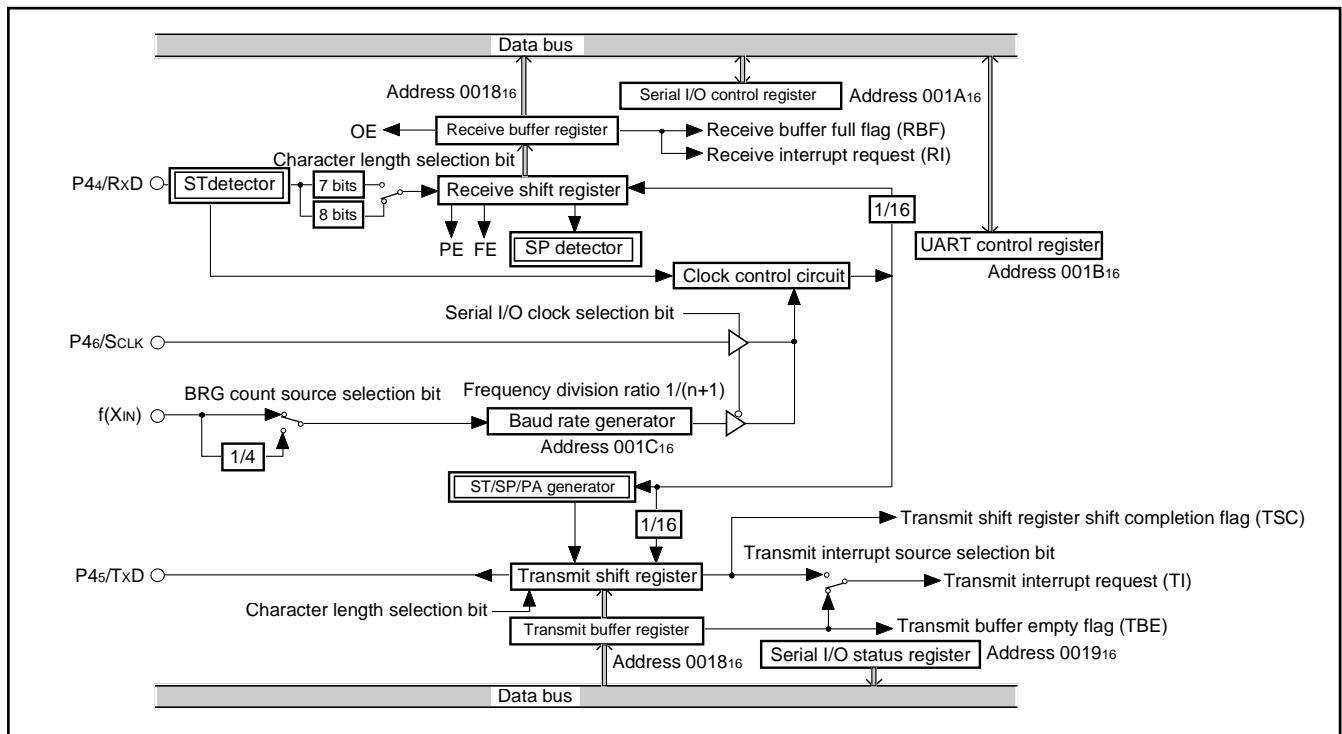 Data bus
Address 0018₁₆
Serial I/O control register
Address 001A₁₆
OE
Receive buffer register
Receive buffer full flag (RBF)
Receive interrupt request (RI)
Character length selection bit
P4₄/RxD
STdetector
7 bits
8 bits
Receive shift register
1/16
PE
FE
SP detector
UART control register
Address 001B₁₆
Clock control circuit
Serial I/O clock selection bit
P4₆/SCLK
BRG count source selection bit
Frequency division ratio 1/(n+1)
f(XIN)
Baud rate generator
Address 001C₁₆
1/4
ST/SP/PA generator
1/16
Transmit shift register shift completion flag (TSC)
Transmit interrupt source selection bit
P4₅/TxD
Transmit shift register
Transmit interrupt request (TI)
Character length selection bit
Transmit buffer register
Transmit buffer empty flag (TBE)
Address 0018₁₆
Serial I/O status register
Address 0019₁₆
Data bus